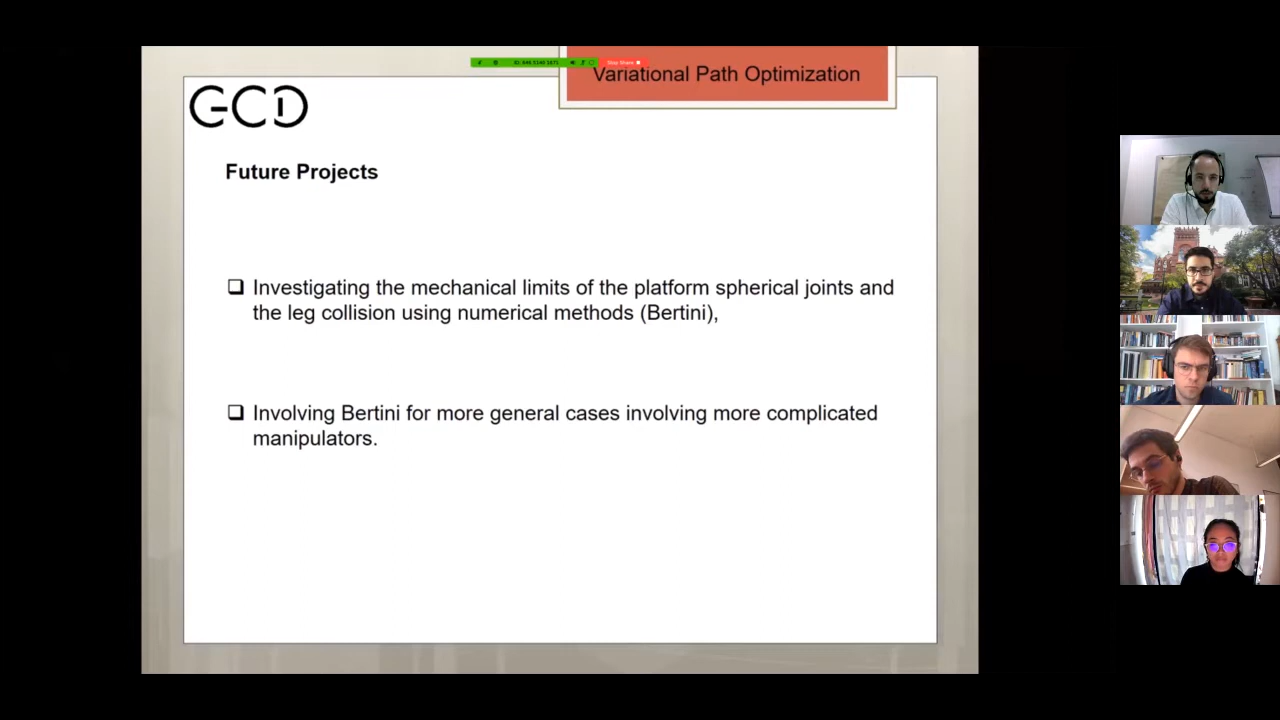 Variational Path Optimization
GCD
Future Projects
Investigating the mechanical limits of the platform spherical joints and
the leg collision using numerical methods (Bertini),
Involving Bertini for more general cases involving more complicated
manipulators.